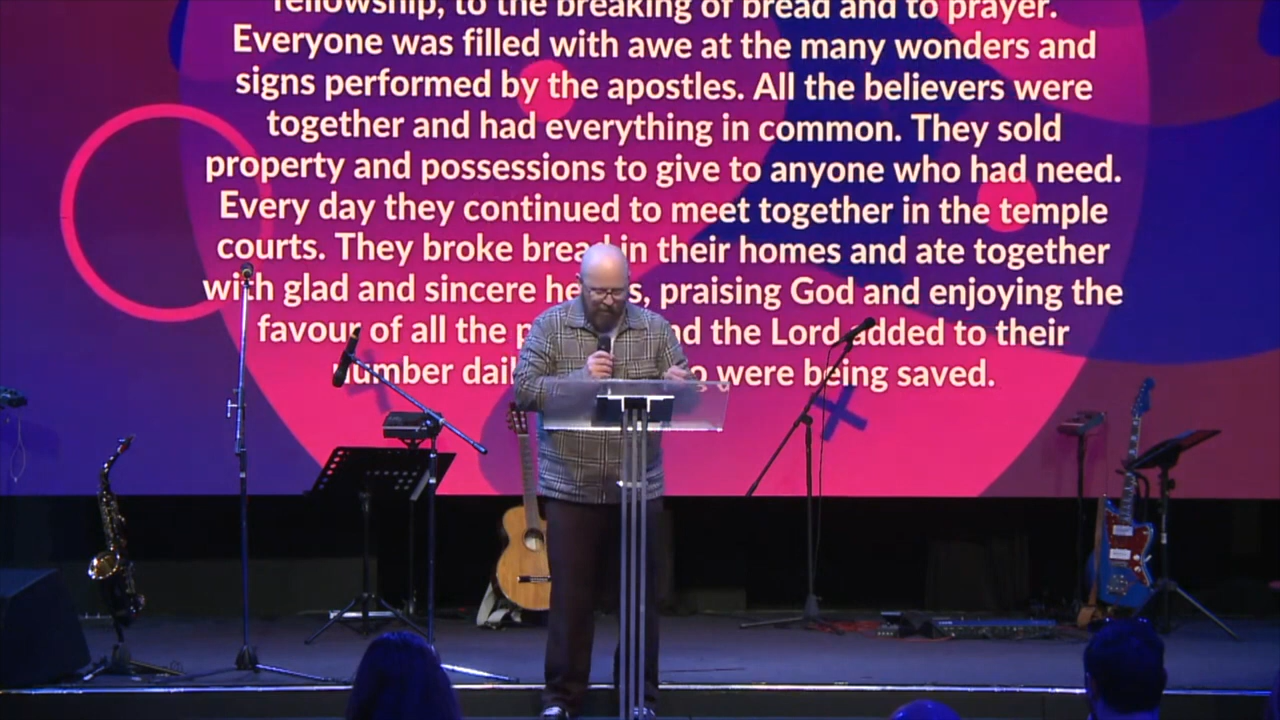 fellowship, to the breaking of bread and to prayer.
Everyone was filled with awe at the many wonders and
signs performed by the apostles. All the believers were
together and had everything in common. They sold
property and possessions to give to anyone who had need.
Every day they continued to meet together in the temple
courts. They broke bread in their homes and ate together
with glad and sincere he s, praising God and enjoying the
favour of all the p nd the Lord added to their
number dail o were being saved.